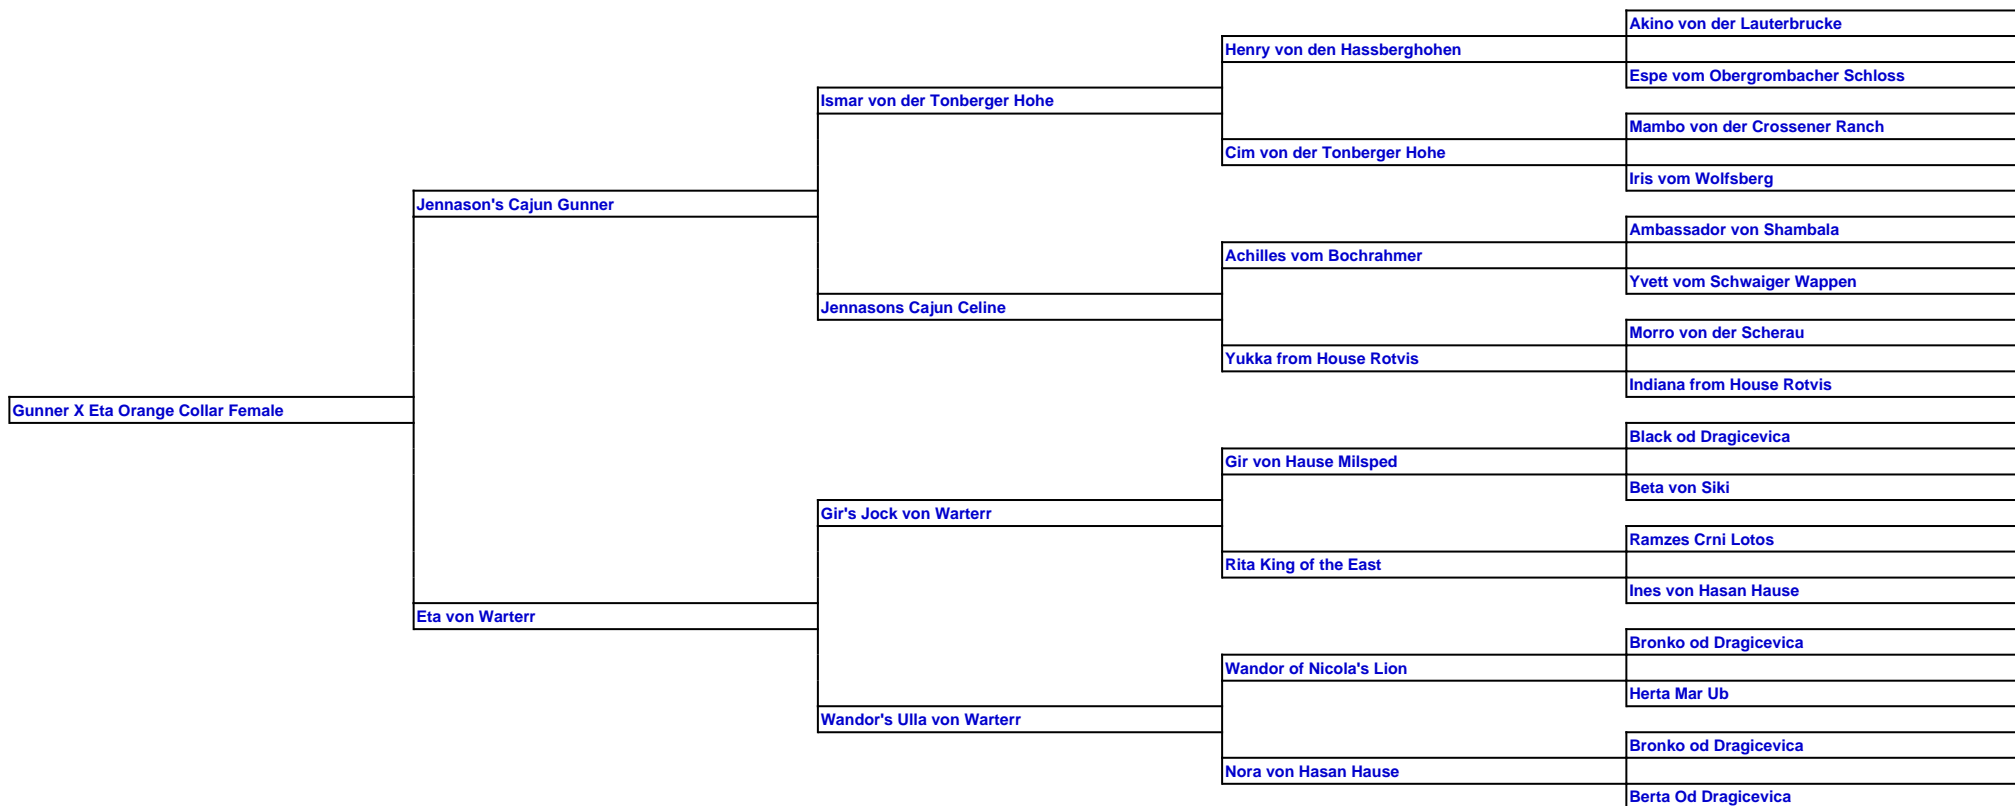 Akino von der Lauterbrucke
Henry von den Hassberghohen
Espe vom Obergrombacher Schloss
Ismar von der Tonberger Hohe
Mambo von der Crossener Ranch
Cim von der Tonberger Hohe
Iris vom Wolfsberg
Jennason's Cajun Gunner
Ambassador von Shambala
Achilles vom Bochrahmer
Yvett vom Schwaiger Wappen
Jennasons Cajun Celine
Morro von der Scherau
Yukka from House Rotvis
Indiana from House Rotvis
Gunner X Eta Orange Collar Female
Black od Dragicevica
Gir von Hause Milsped
Beta von Siki
Gir's Jock von Warterr
Ramzes Crni Lotos
Rita King of the East
Ines von Hasan Hause
Eta von Warterr
Bronko od Dragicevica
Wandor of Nicola's Lion
Herta Mar Ub
Wandor's Ulla von Warterr
Bronko od Dragicevica
Nora von Hasan Hause
Berta Od Dragicevica